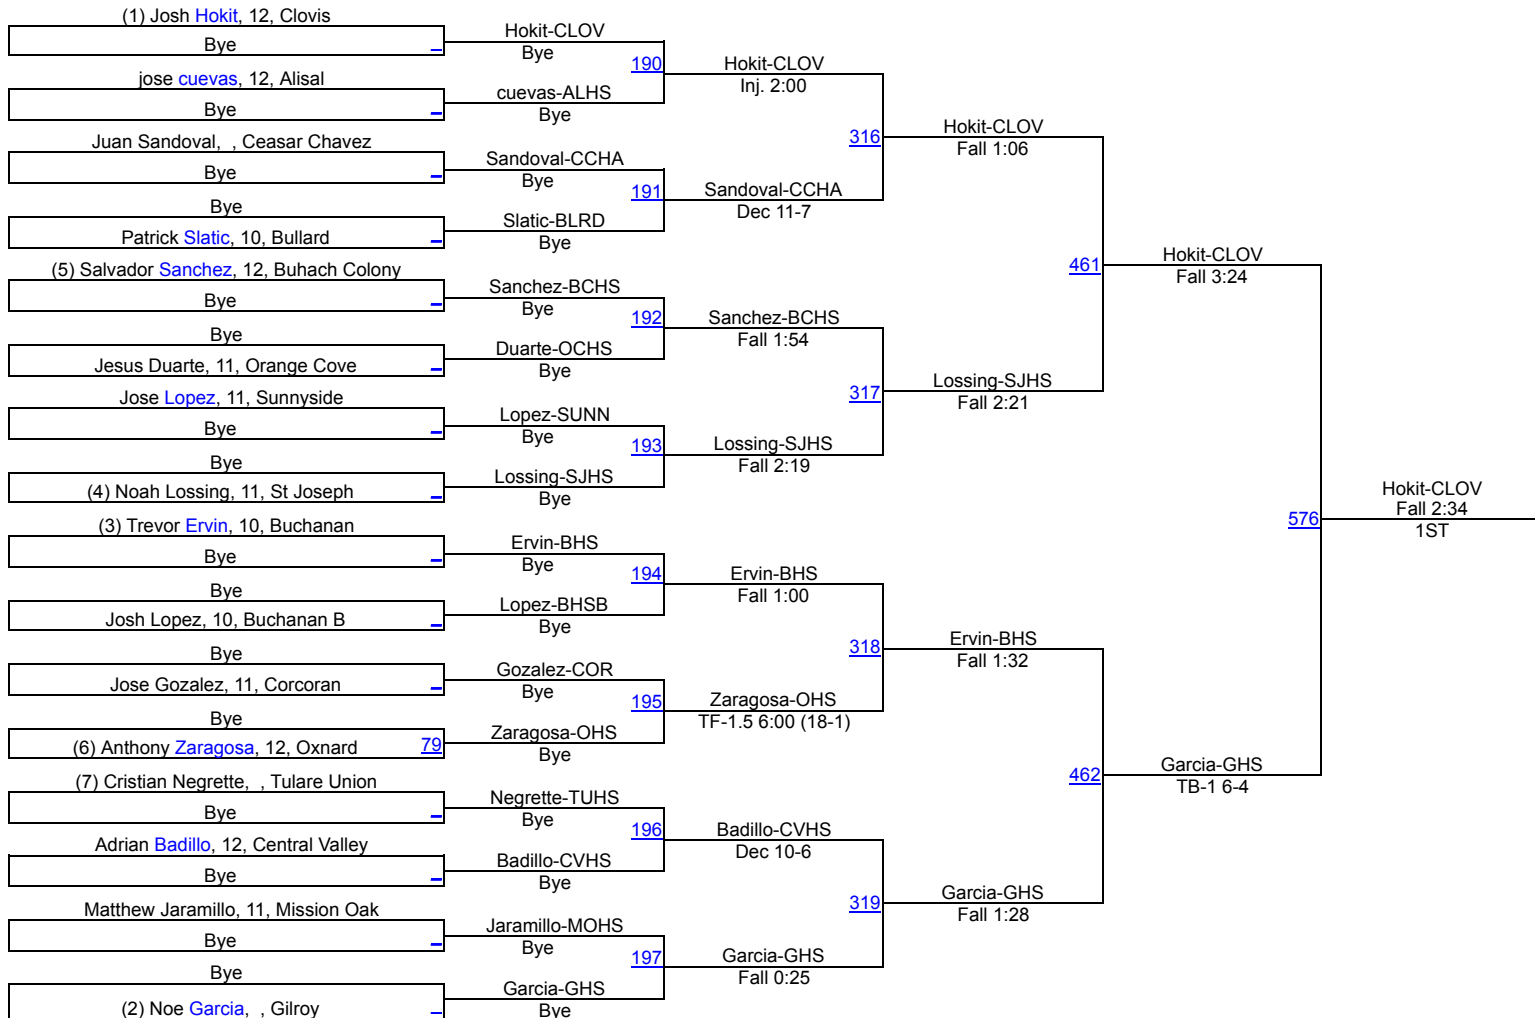 (1) Josh Hokit, 12, Clovis
Bye
jose cuevas, 12, Alisal
Bye
Juan Sandoval, , Ceasar Chavez
Bye
Bye
Patrick Slatic, 10, Bullard
(5) Salvador Sanchez, 12, Buhach Colony
Bye
Bye
Jesus Duarte, 11, Orange Cove
Jose Lopez, 11, Sunnyside
Bye
Bye
(4) Noah Lossing, 11, St Joseph
(3) Trevor Ervin, 10, Buchanan
Bye
Bye
Josh Lopez, 10, Buchanan B
Bye
Jose Gozalez, 11, Corcoran
Bye
(6) Anthony Zaragosa, 12, Oxnard 79
(7) Cristian Negrette, , Tulare Union
Bye
Adrian Badillo, 12, Central Valley
Bye
Matthew Jaramillo, 11, Mission Oak
Bye
Bye
(2) Noe Garcia, , Gilroy
Hokit-CLOV
Bye
190
cuevas-ALHS
Bye
Sandoval-CCHA
Bye
191
Slatic-BLRD
Bye
Sanchez-BCHS
Bye
192
Duarte-OCHS
Bye
Lopez-SUNN
Bye
193
Lossing-SJHS
Bye
Ervin-BHS
Bye
194
Lopez-BHSB
Bye
Gozalez-COR
Bye
195
Zaragosa-OHS
Bye
Negrette-TUHS
Bye
196
Badillo-CVHS
Bye
Jaramillo-MOHS
Bye
197
Garcia-GHS
Bye
Hokit-CLOV
Inj. 2:00
316
Sandoval-CCHA
Dec 11-7
Sanchez-BCHS
Fall 1:54
317
Lossing-SJHS
Fall 2:19
Ervin-BHS
Fall 1:00
318
Zaragosa-OHS
TF-1.5 6:00 (18-1)
Badillo-CVHS
Dec 10-6
319
Garcia-GHS
Fall 0:25
Hokit-CLOV
Fall 1:06
461
Lossing-SJHS
Fall 2:21
Ervin-BHS
Fall 1:32
462
Garcia-GHS
Fall 1:28
Hokit-CLOV
Fall 3:24
576
Garcia-GHS
TB-1 6-4
Hokit-CLOV
Fall 2:34
1ST